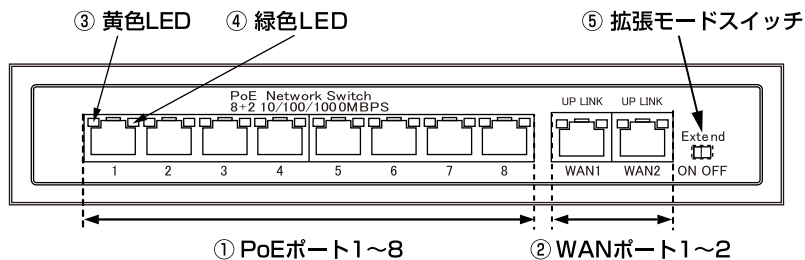 ③ 黄色LED ④ 緑色LED ⑤ 拡張モードスイッチ
PoE Network Switch
8+2 10/100/1000MBPS
UP LINK UP LINK
Extend
1 2 3 4 5 6 7 8 WAN1 WAN2 ON OFF
① PoEポート1～8 ② WANポート1～2